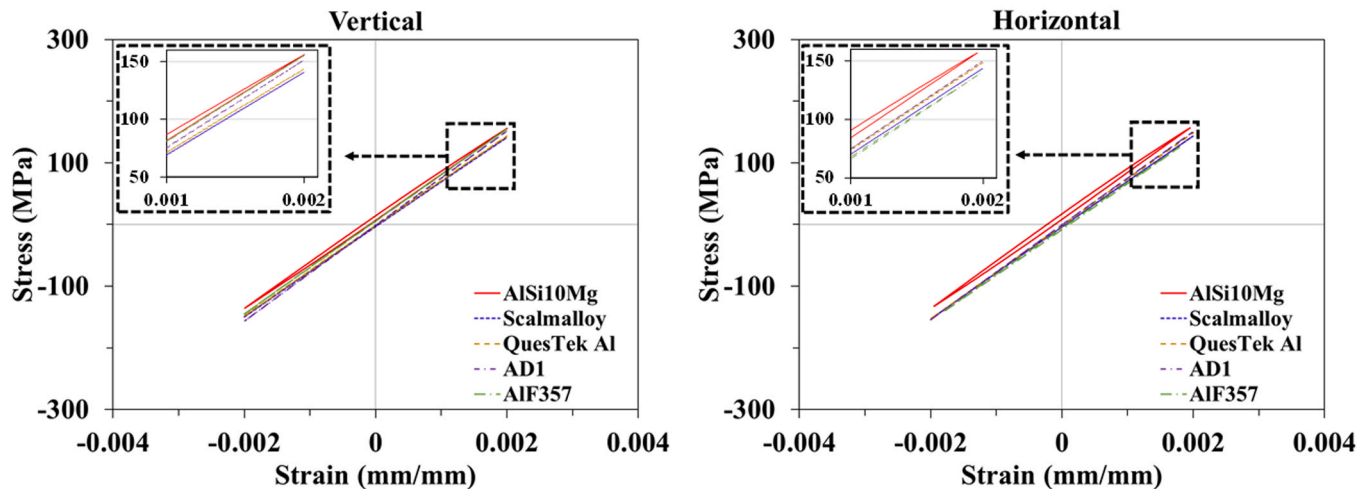 Vertical
300
100
-100
-300
Stress (MPa)
150
100
50
0.001
0.002
AlSi10Mg
Scalmalloy
QuesTek Al
AD1
AlF357
-0.004
-0.002
0
0.002
0.004
Strain (mm/mm)
Horizontal
300
100
-100
-300
Stress (MPa)
150
100
50
0.001
0.002
AlSi10Mg
Scalmalloy
QuesTek Al
AD1
AlF357
-0.004
-0.002
0
0.002
0.004
Strain (mm/mm)